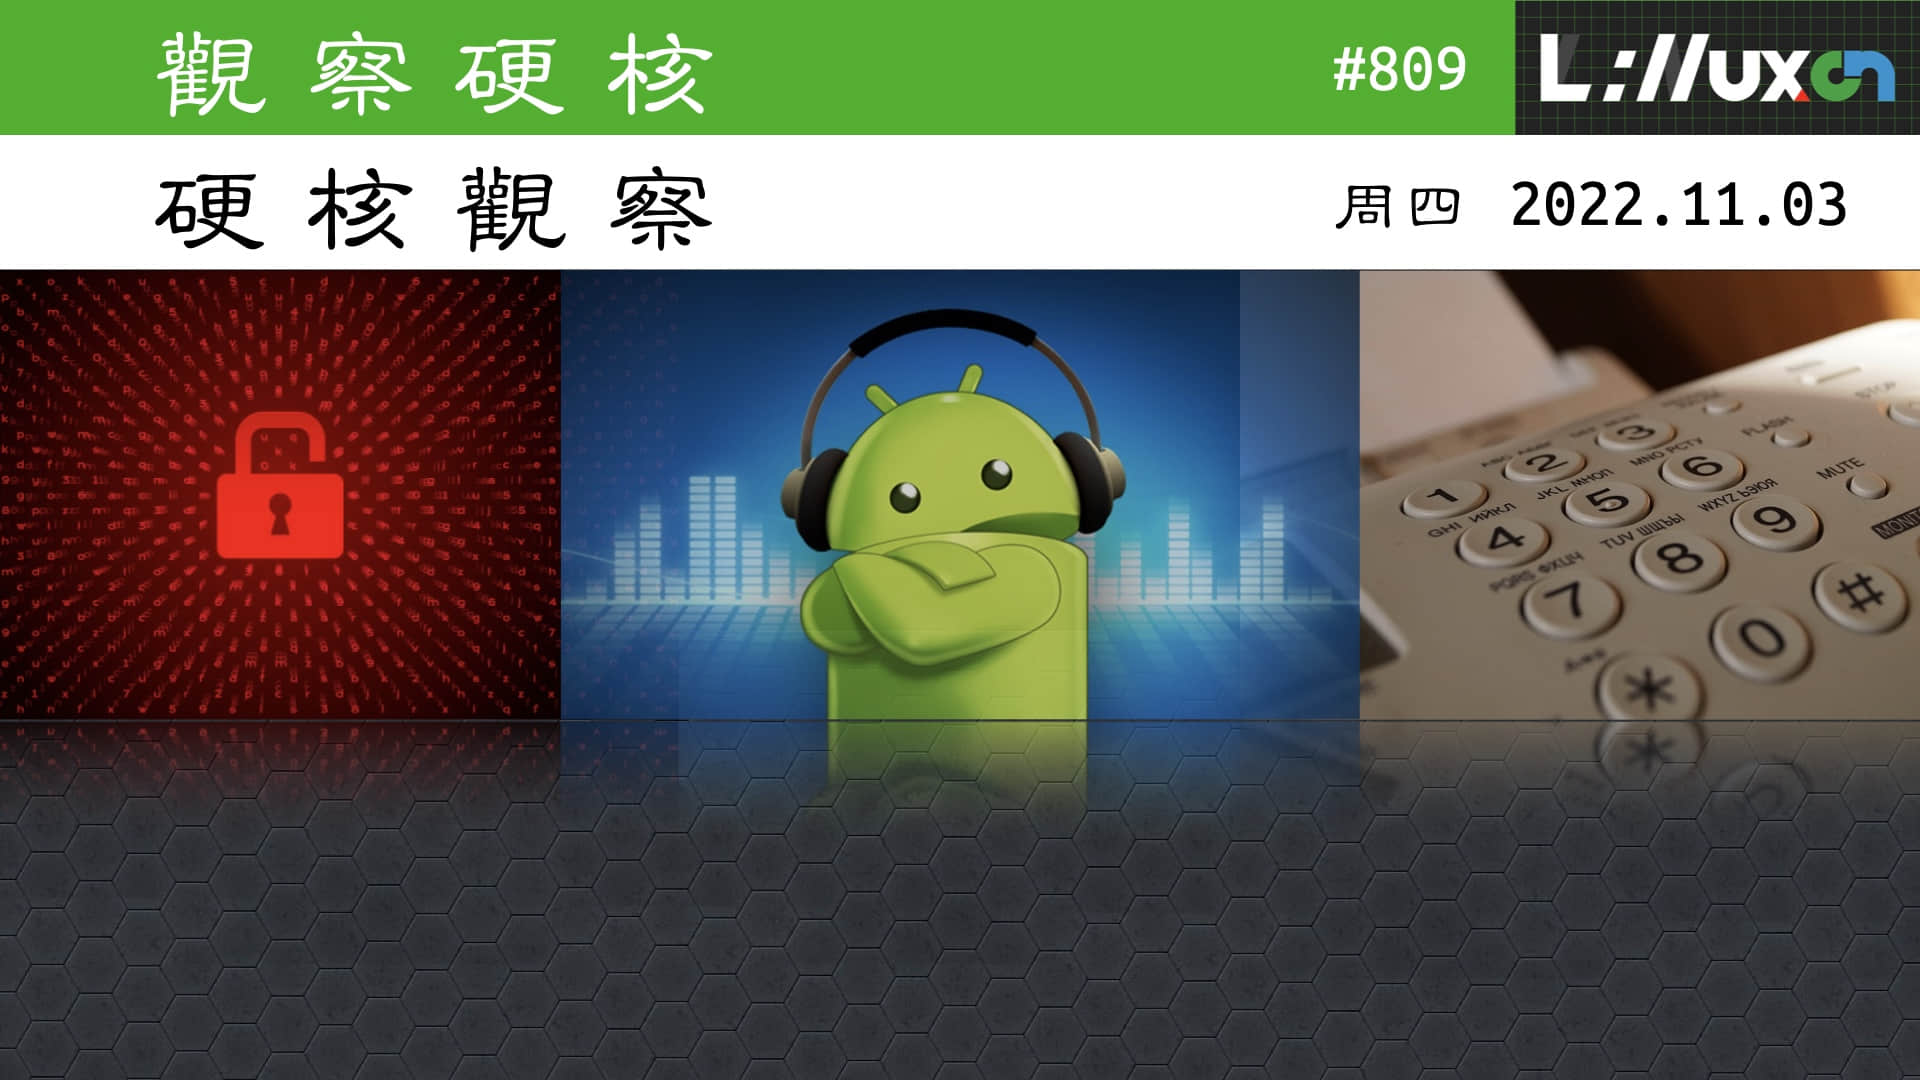 觀察硬核
#809
L://uxcn
硬核觀察
周四 2022.11.03
1
ABC АБВГ
2
DEF ДЕЖЗ
3
GHI ИЙКЛ
4
JKL МНОП
5
MNO РСТУ
6
FLASH
PQRS ФХЦЧ
7
TUV ШЩЪЫ
8
WXYZ ЬЭЮЯ
9
MUTE
*
0
#
STOP